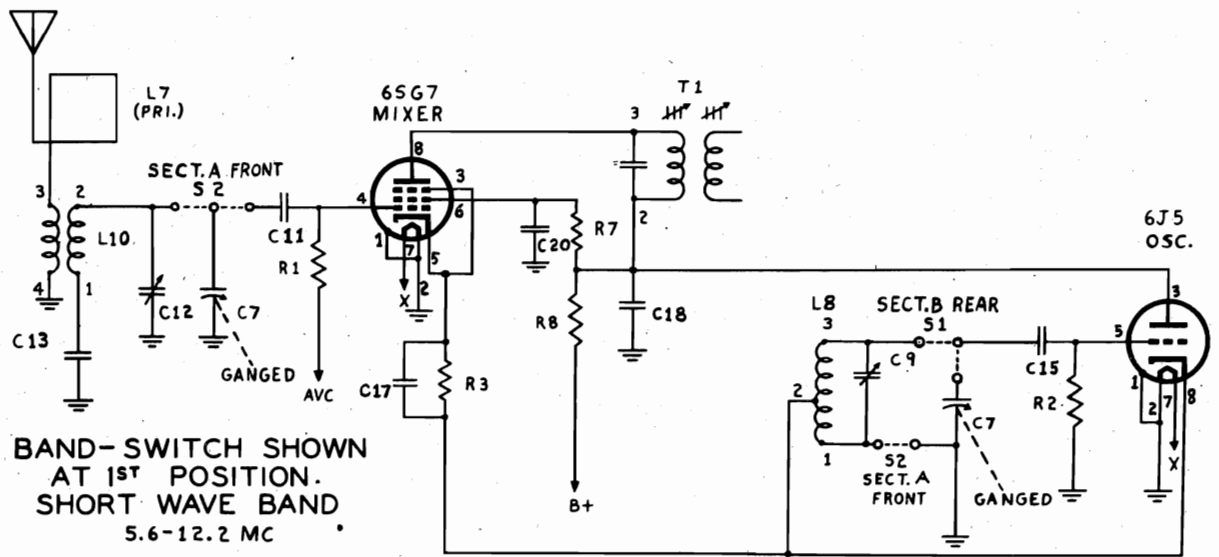 L7
(PRI.)
6SG7
MIXER
T1
3
8
3
6
4
1
7
5
2
X
SECT. A FRONT
S2
3
2
L10
4
1
C13
C12
C7
GANGED
C11
R1
AVC
C17
R3
C20
R7
2
R8
C18
B+
6J5
OSC.
3
5
1
2
7
8
X
L8
3
2
1
SECT. B REAR
S1
C9
C15
R2
C7
S2
SECT. A
FRONT
GANGED
BAND-SWITCH SHOWN
AT 1ST POSITION.
SHORT WAVE BAND
5.6-12.2 MC